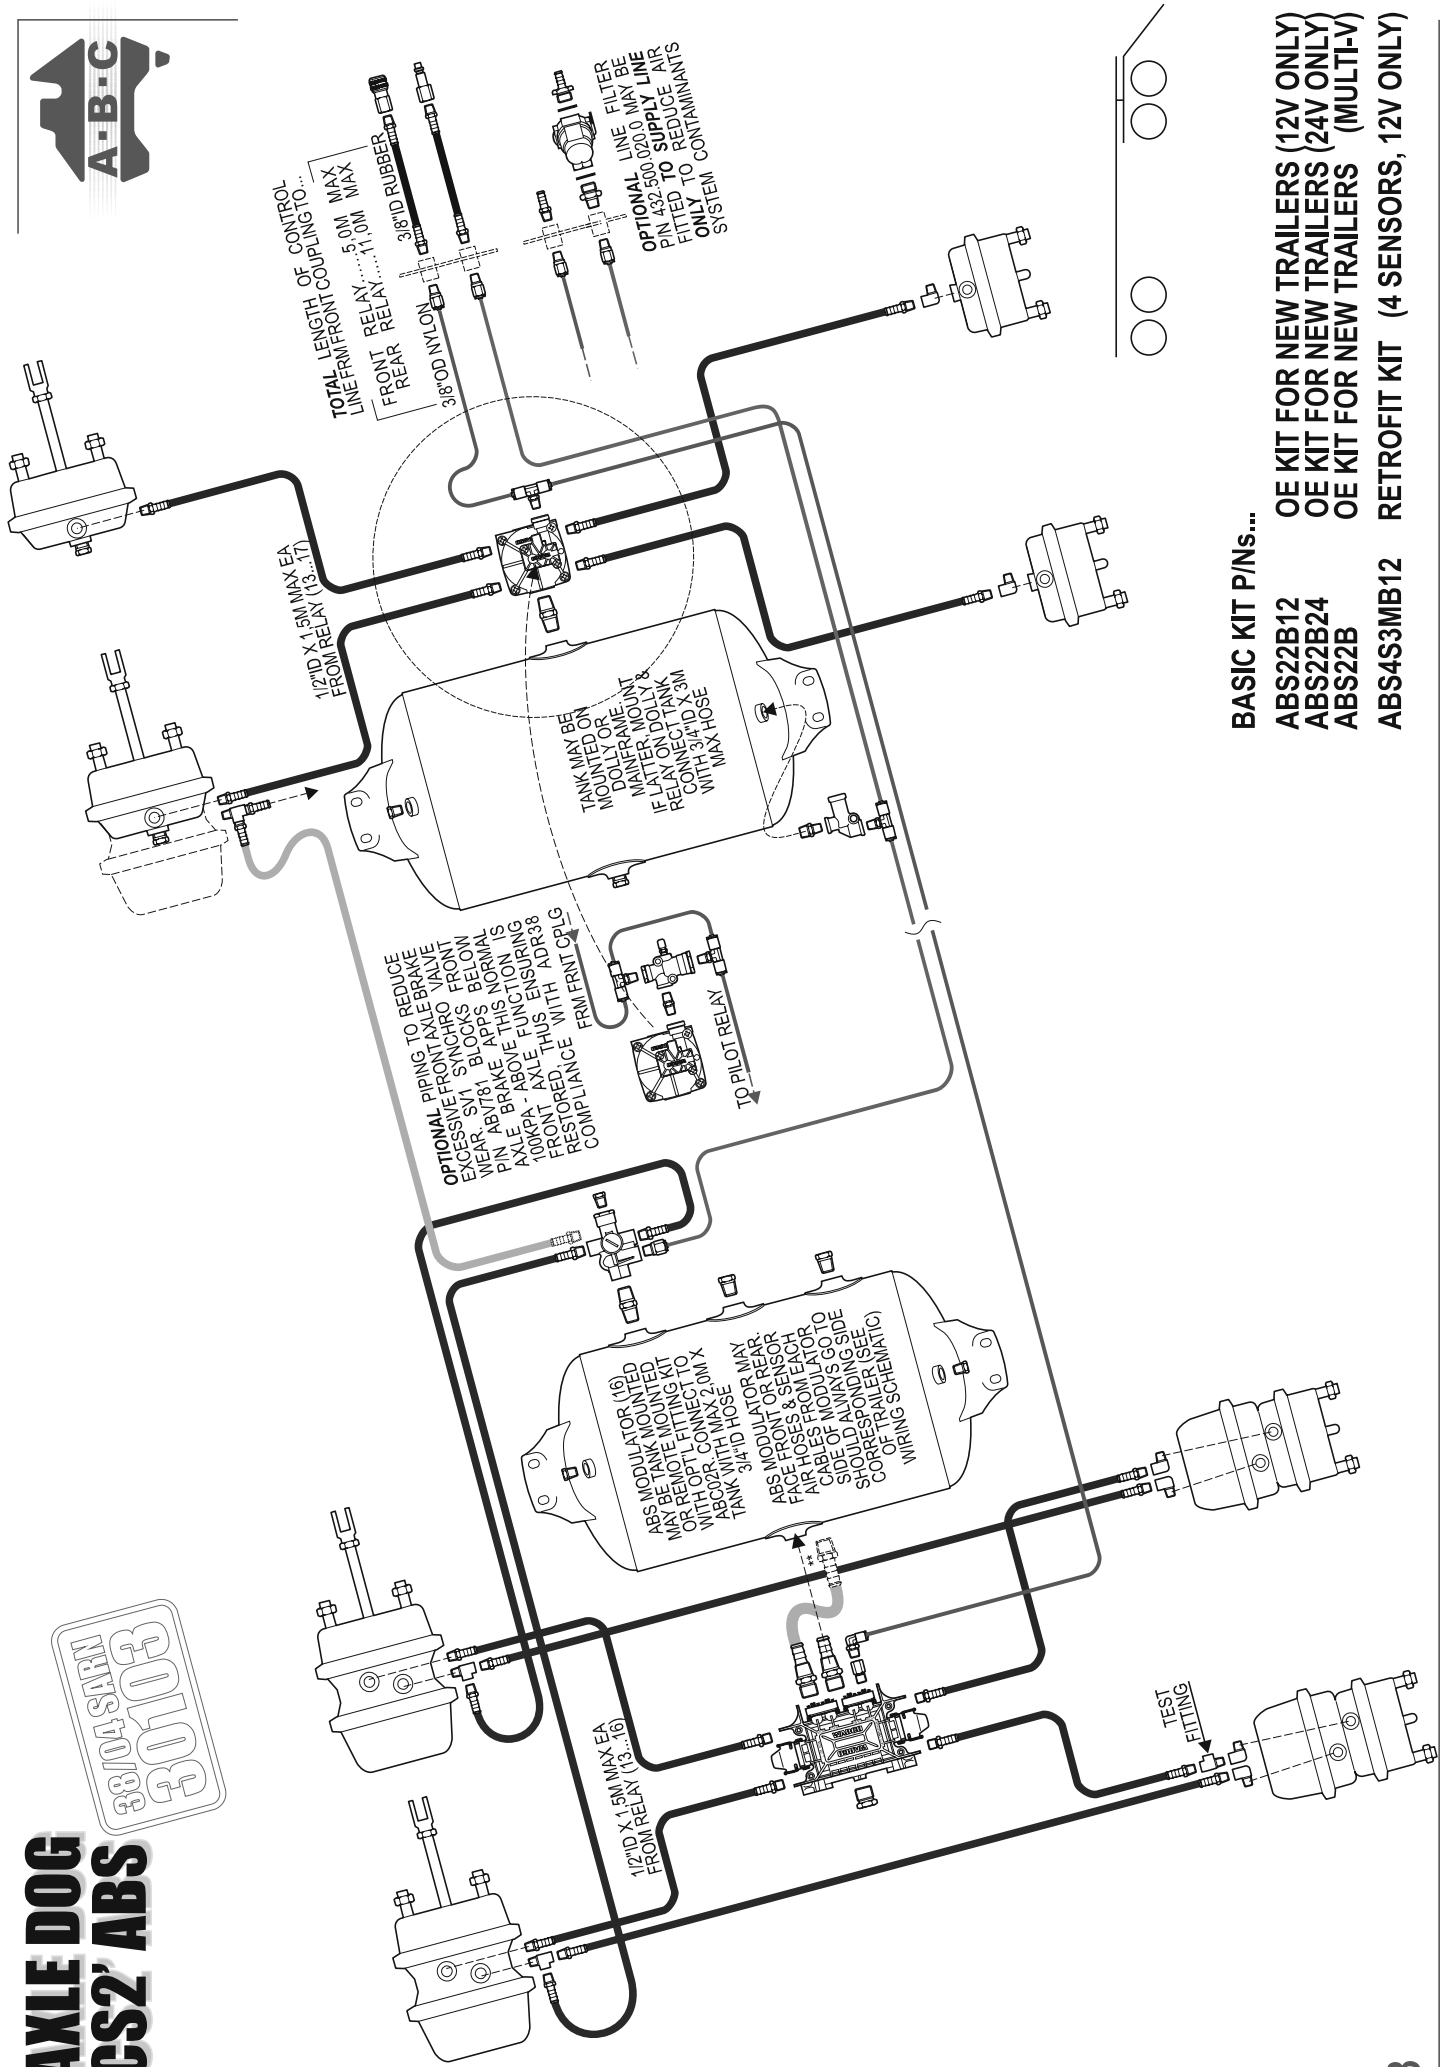 AXLE DOG
CS2’ ABS
38/04 SARN
30103
A·B·C
TOTAL LENGTH OF CONTROL
LINE FRM FRONT COUPLING TO...
FRONT RELAY.....5,0M MAX
REAR RELAY.....11,0M MAX
3/8"OD NYLON
3/8"ID RUBBER
OPTIONAL LINE FILTER
P/N 432.500.020.0 MAY BE
FITTED TO SUPPLY LINE
ONLY TO REDUCE AIR
SYSTEM CONTAMINANTS
1/2"ID X 1,5M MAX EA
FROM RELAY (13...17)
TANK MAY BE
MOUNTED ON
DOLLY OR
MAINFRAME.
IF LATTER, MOUNT
RELAY ON DOLLY &
CONNECT TANK
WITH 3/4"ID X 3M
MAX HOSE
OPTIONAL PIPING TO REDUCE
EXCESSIVE FRONT AXLE BRAKE
WEAR. SV1 SYNCHRO VALVE
P/N ABV781 BLOCKS FRONT
AXLE BRAKE APPS BELOW
100KPA - ABOVE THIS NORMAL
FRONT AXLE FUNCTION IS
RESTORED, THUS ENSURING
COMPLIANCE WITH ADR38
FRM FRNT CPLG
TO PILOT RELAY
ABS MODULATOR (16)
MAY BE TANK MOUNTED
OR REMOTE MOUNTED
WITH OPT'L FITTING KIT
ABC02R. CONNECT TO
TANK WITH MAX 2,0M X
3/4"ID HOSE
ABS MODULATOR MAY
FACE FRONT OR REAR.
AIR HOSES & SENSOR
CABLES FROM EACH
SIDE OF MODULATOR
SHOULD ALWAYS GO TO
CORRESPONDING SIDE
OF TRAILER (SEE
WIRING SCHEMATIC)
**
1/2"ID X 1,5M MAX EA
FROM RELAY (13...16)
TEST
FITTING
BASIC KIT P/Ns...
ABS22B12 OE KIT FOR NEW TRAILERS (12V ONLY)
ABS22B24 OE KIT FOR NEW TRAILERS (24V ONLY)
ABS22B OE KIT FOR NEW TRAILERS (MULTI-V)
ABS4S3MB12 RETROFIT KIT (4 SENSORS, 12V ONLY)